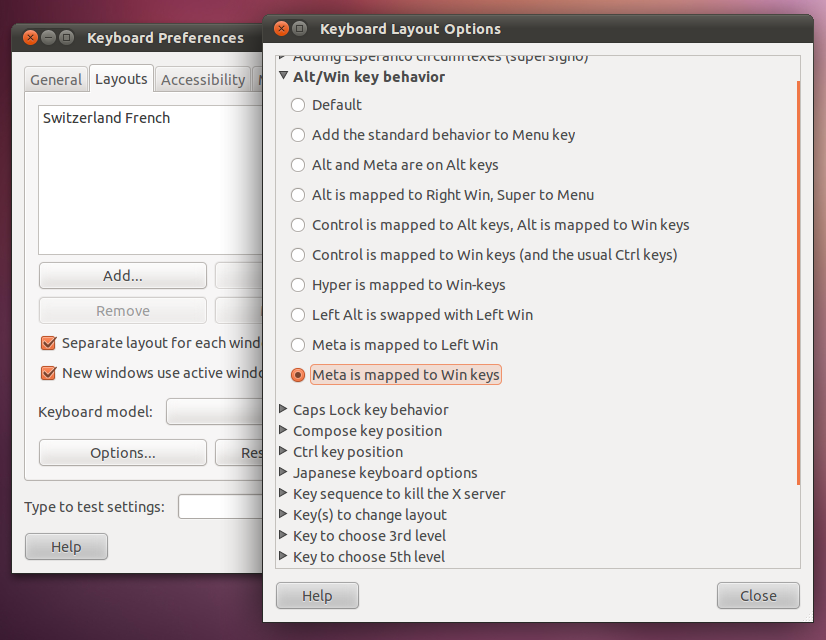 Keyboard Preferences
General
Layouts
Accessibility
Switzerland French
Add...
Remove
Separate layout for each
New windows use active
Keyboard model:
Options...
Type to test settings:
Help
Keyboard Layout Options
Adding Esperanto circumflexes (supersigno)
Alt/Win key behavior
Default
Add the standard behavior to Menu key
Alt and Meta are on Alt keys
Alt is mapped to Right Win, Super to Menu
Control is mapped to Alt keys, Alt is mapped to Win keys
Control is mapped to Win keys (and the usual Ctrl keys)
Hyper is mapped to Win-keys
Left Alt is swapped with Left Win
Meta is mapped to Left Win
Meta is mapped to Win keys
Caps Lock key behavior
Compose key position
Ctrl key position
Japanese keyboard options
Key sequence to kill the X server
Key(s) to change layout
Key to choose 3rd level
Key to choose 5th level
Help
Close